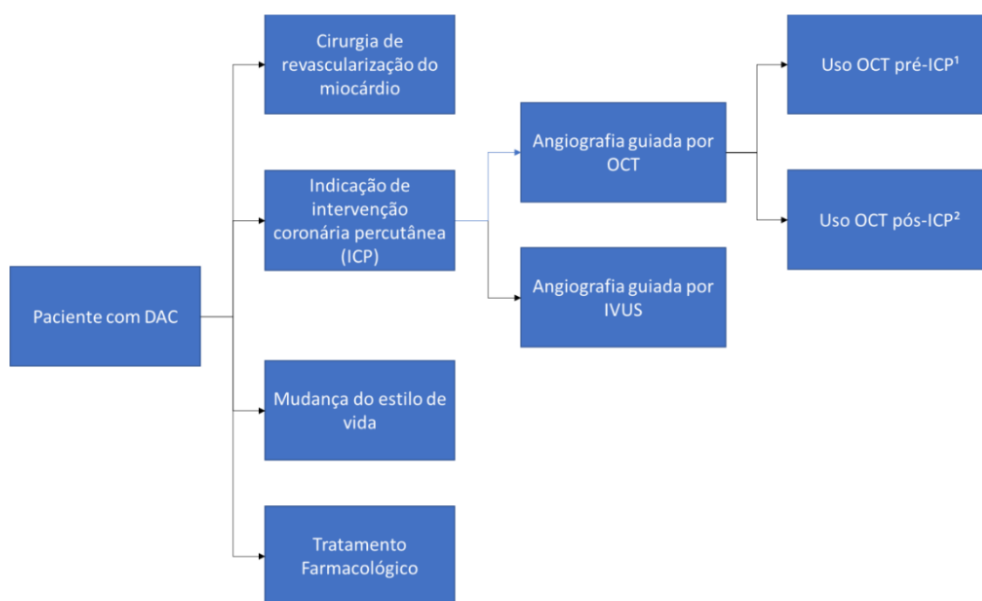 Cirurgia de
revascularização do
miocárdio
Uso OCT pré-ICP¹
Angiografia guiada por
OCT
Indicação de
intervenção
coronária percutânea
(ICP)
Uso OCT pós-ICP²
Angiografia guiada por
IVUS
Paciente com DAC
Mudança do estilo de
vida
Tratamento
Farmacológico